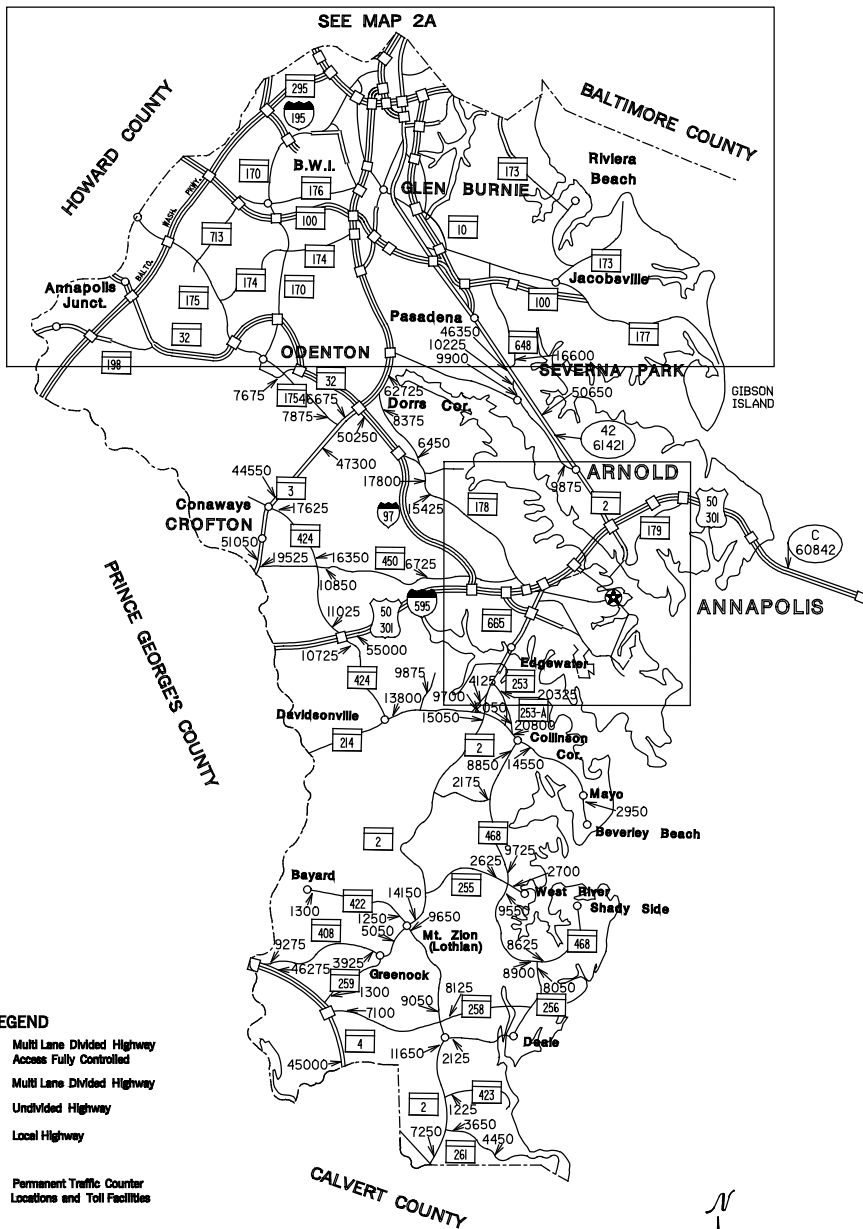 SEE MAP 2A
295
195
HOWARD COUNTY
BALTIMORE COUNTY
B.W.I.
170
176
173
Riviera
Beach
GLEN BURNIE
WASH PKWY.
100
10
713
174
BALTO.
173
Jacobsville
Annapolis
Junct.
174
170
100
175
Pasadena
177
32
46350
10225
648
16600
9900
ODENTON
SEVERNA PARK
198
32
GIBSON
ISLAND
7675
175
46675
62725
Dorrs Cor.
50650
7875
8375
42
61421
50250
6450
47300
44550
3
17800
ARNOLD
9875
Conaways
17625
15425
178
2
50
301
CROFTON
97
179
C
60842
424
51050
16350
19525
450
6725
10850
595
PRINCE GEORGE'S COUNTY
11025
50
301
665
ANNAPOLIS
10725
55000
Edgewater
9875
4125
253
424
13800
9700
20325
2050
253-A
Davidsonville
15050
20800
214
2
Collinson
Cor.
8850
14550
2175
Mayo
2950
468
Beverley Beach
2
9725
2625
2700
Bayard
255
West River
1300
422
14150
9550
Shady Side
1250
9650
408
5050
Mt. Zion
(Lothian)
9275
8625
468
3925
46275
Greenock
8900
259
8050
1300
9050
8125
7100
258
256
LEGEND
4
Deale
Multi Lane Divided Highway
Access Fully Controlled
45000
11650
2125
Multi Lane Divided Highway
423
Undivided Highway
2
1225
3650
Local Highway
7250
4450
261
Permanent Traffic Counter
Locations and Toll Facilities
CALVERT COUNTY
N